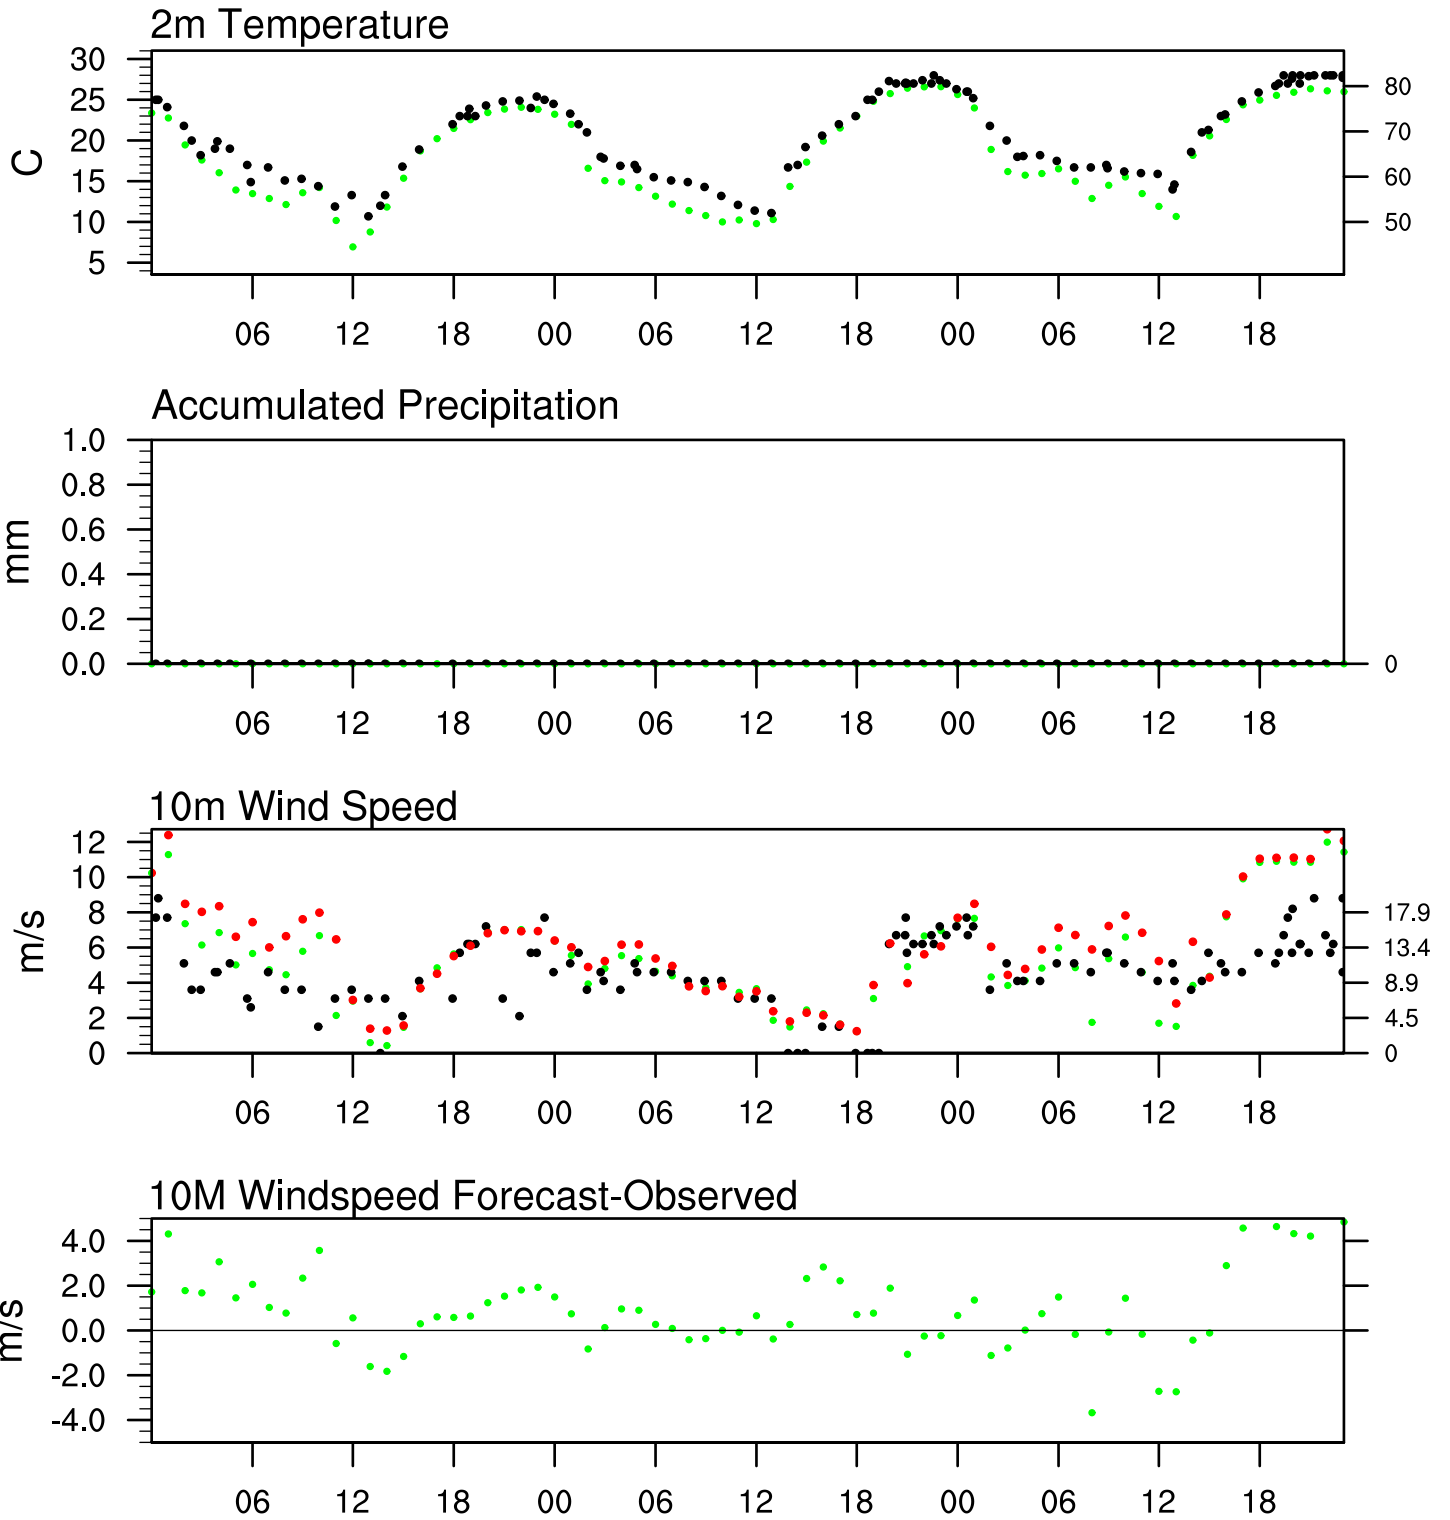 2m Temperature
30
25
20
15
10
5
C
80
70
60
50
06 12 18 00 06 12 18 00 06 12 18
Accumulated Precipitation
1.0
0.8
0.6
0.4
0.2
0.0
mm
0
06 12 18 00 06 12 18 00 06 12 18
10m Wind Speed
12
10
8
6
4
2
0
m/s
17.9
13.4
8.9
4.5
0
06 12 18 00 06 12 18 00 06 12 18
10M Windspeed Forecast-Observed
4.0
2.0
0.0
-2.0
-4.0
m/s
06 12 18 00 06 12 18 00 06 12 18